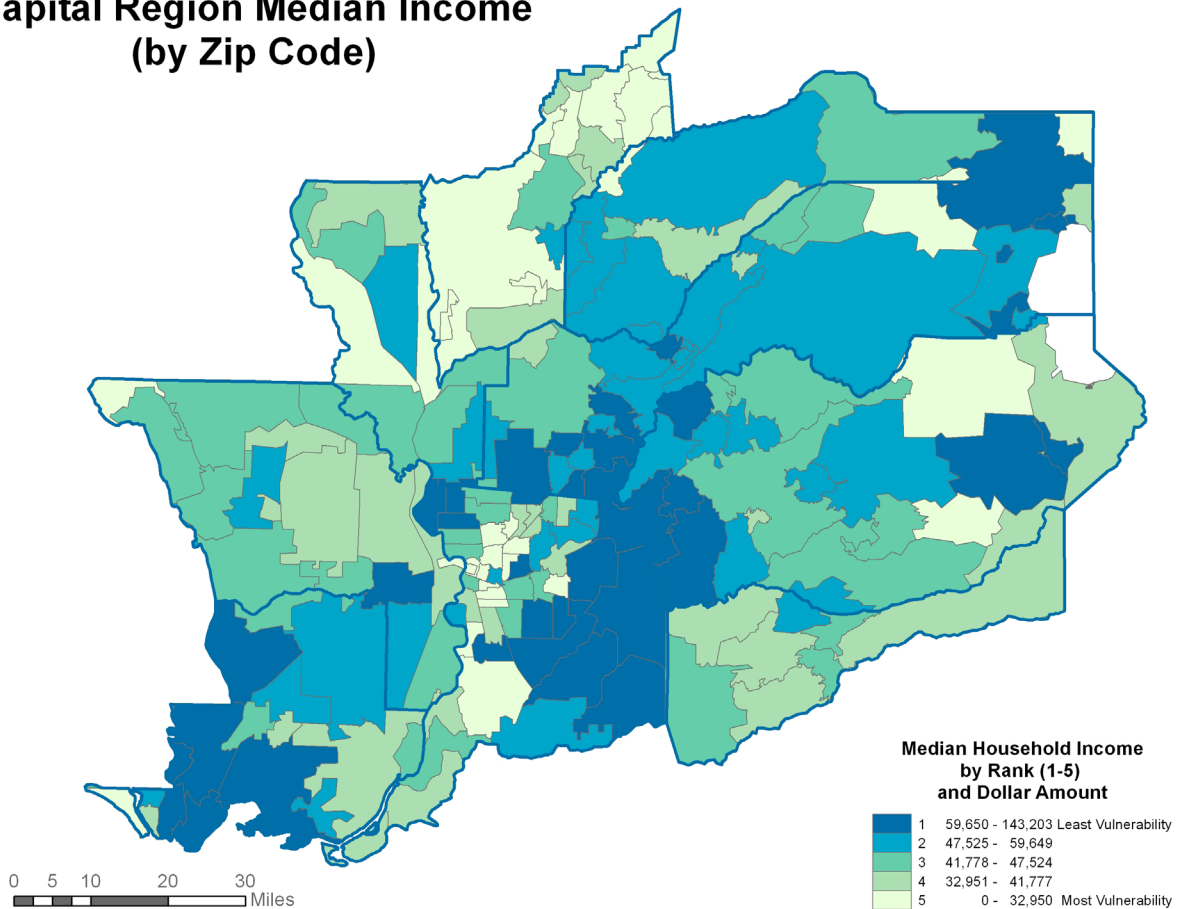 apital Region Median Income
(by Zip Code)
Median Household Income
by Rank (1-5)
and Dollar Amount
1 59,650 - 143,203 Least Vulnerability
2 47,525 - 59,649
3 41,778 - 47,524
4 32,951 - 41,777
5 0 - 32,950 Most Vulnerability
0 5 10 20 30
Miles